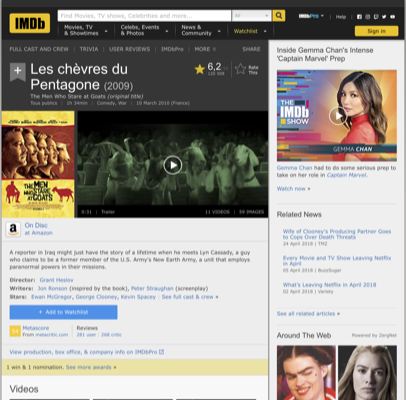 IMDb
Find Movies, TV shows, Celebrities and more...
All
IMDbPro
Help
Movies, TV & Showtimes
Celebs, Events & Photos
News & Community
Watchlist
Sign in
FULL CAST AND CREW | TRIVIA | USER REVIEWS | IMDbPro | MORE
SHARE
Les chèvres du
Pentagone (2009)
6,2
Rate
This
The Men Who Stare at Goats (original title)
Tous publics | 1h 34min | Comedy, War | 10 March 2010 (France)
THE
MEN WHO
STARE AT
GOATS
0:31 | Trailer
11 VIDEOS | 59 IMAGES
On Disc
at Amazon
A reporter in Iraq might just have the story of a lifetime when he meets Lyn Cassady, a guy
who claims to be a former member of the U.S. Army's New Earth Army, a unit that employs
paranormal powers in their missions.
Director: Grant Heslov
Writers: Jon Ronson (inspired by the book), Peter Straughan (screenplay)
Stars: Ewan McGregor, George Clooney, Kevin Spacey | See full cast & crew »
+ Add to Watchlist
Metascore
From metacritic.com
Reviews
281 user | 268 critic
View production, box office, & company info on IMDbPro
1 win & 1 nomination. See more awards »
Videos
Inside Gemma Chan's Intense
'Captain Marvel' Prep
THE
IMDb
SHOW
GEMMA CHAN
Gemma Chan had to do some serious prep
to take on her role in Captain Marvel.
Watch now »
Related News
Wife of Clooney's Producing Partner Goes
to Cops Over Death Threats
24 April 2018 | TMZ
Every Movie and TV Show Leaving Netflix
in April
05 April 2018 | BuzzSugar
What's Leaving Netflix in April 2018
02 April 2018 | Variety
See all related articles »
Around The Web | Powered by ZergNet